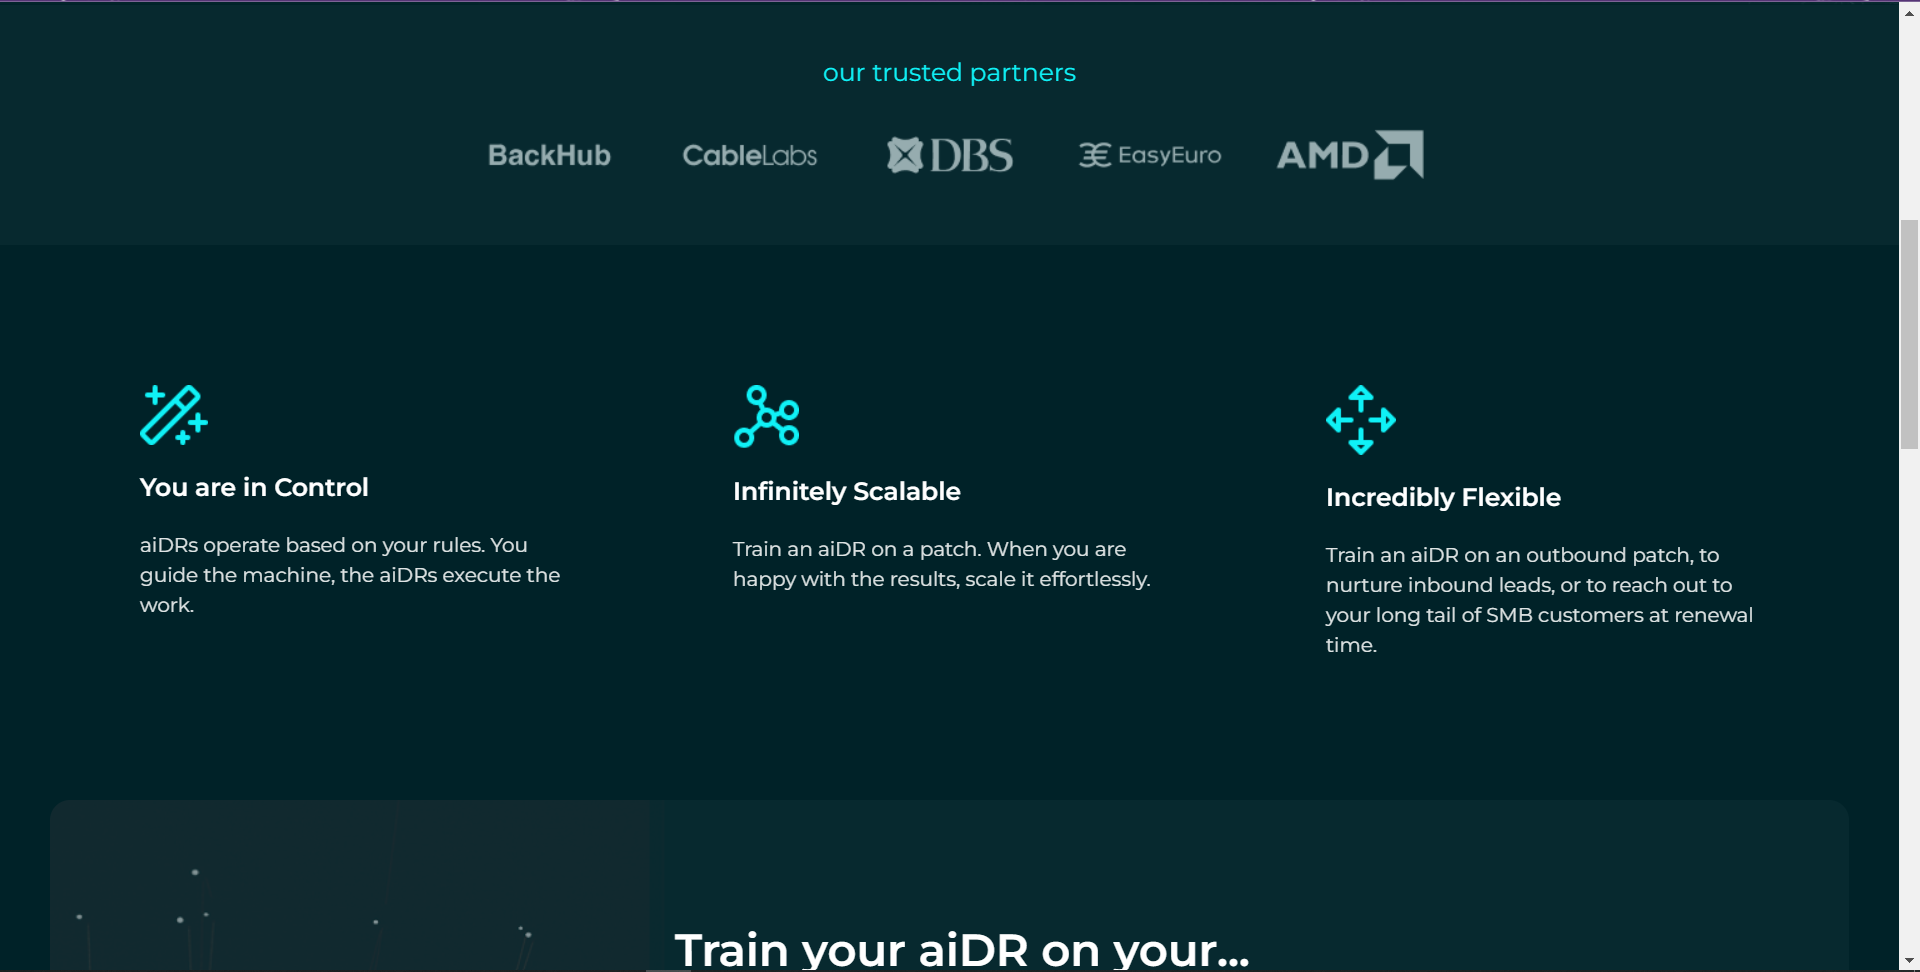 our trusted partners
BackHub
CableLabs
DBS
EasyEuro
AMD
You are in Control
aiDRs operate based on your rules. You
guide the machine, the aiDRs execute the
work.
Infinitely Scalable
Train an aiDR on a patch. When you are
happy with the results, scale it effortlessly.
Incredibly Flexible
Train an aiDR on an outbound patch, to
nurture inbound leads, or to reach out to
your long tail of SMB customers at renewal
time.
Train your aiDR on your...